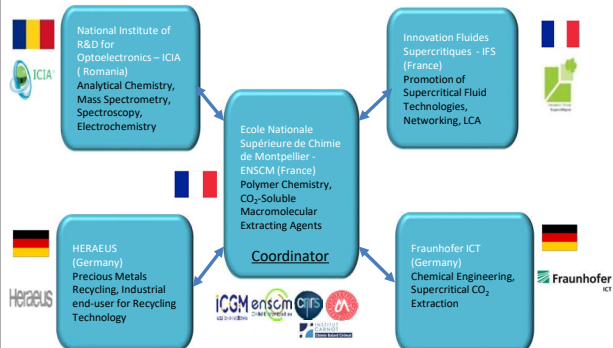 National Institute of
R&D for
Optoelectronics – ICIA
( Romania)
Analytical Chemistry,
Mass Spectrometry,
Spectroscopy,
Electrochemistry
ICIA
Innovation Fluides
Supercritiques - IFS
(France)
Promotion of
Supercritical Fluid
Technologies,
Networking, LCA
Ecole Nationale
Supérieure de Chimie
de Montpellier -
ENSCM (France)
Polymer Chemistry,
CO₂-Soluble
Macromolecular
Extracting Agents
Coordinator
HERAEUS
(Germany)
Precious Metals
Recycling, Industrial
end-user for Recycling
Technology
Heraeus
Fraunhofer ICT
(Germany)
Chemical Engineering,
Supercritical CO₂
Extraction
Fraunhofer
ICT
ICGM enscm cnrs
INSTITUT
CARNOT